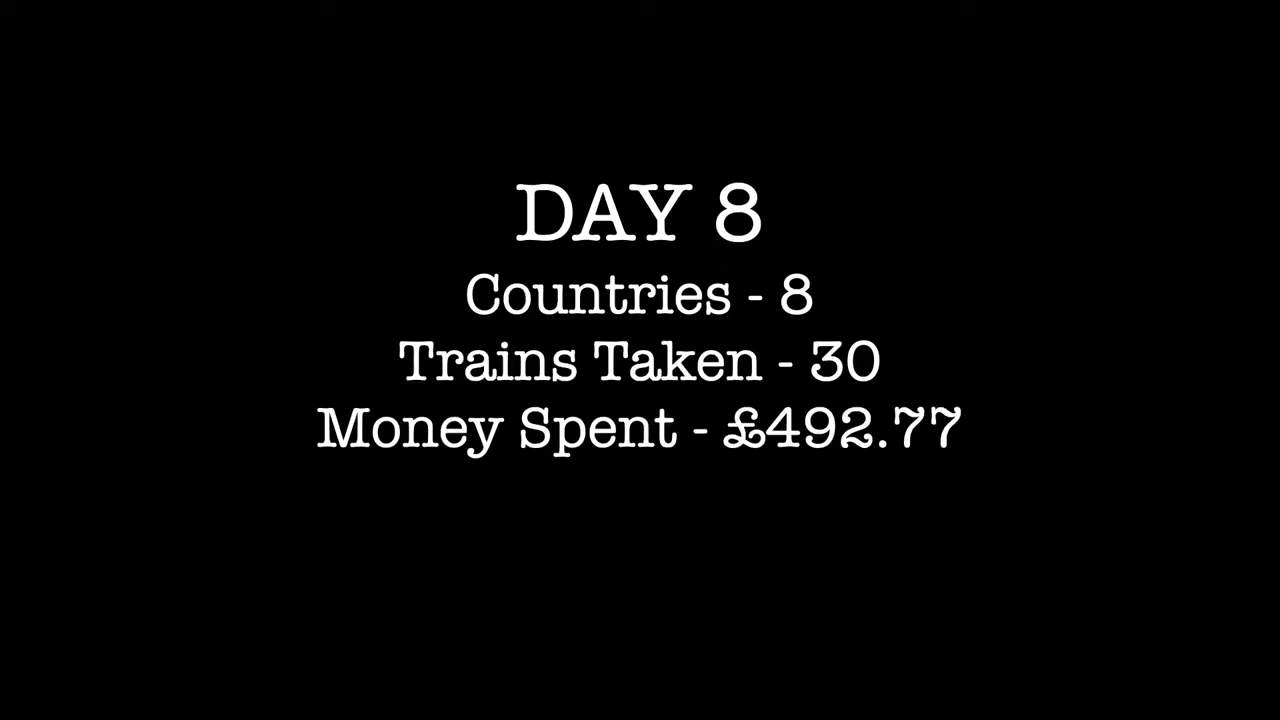 DAY 8
Countries - 8
Trains Taken - 30
Money Spent - £492.77